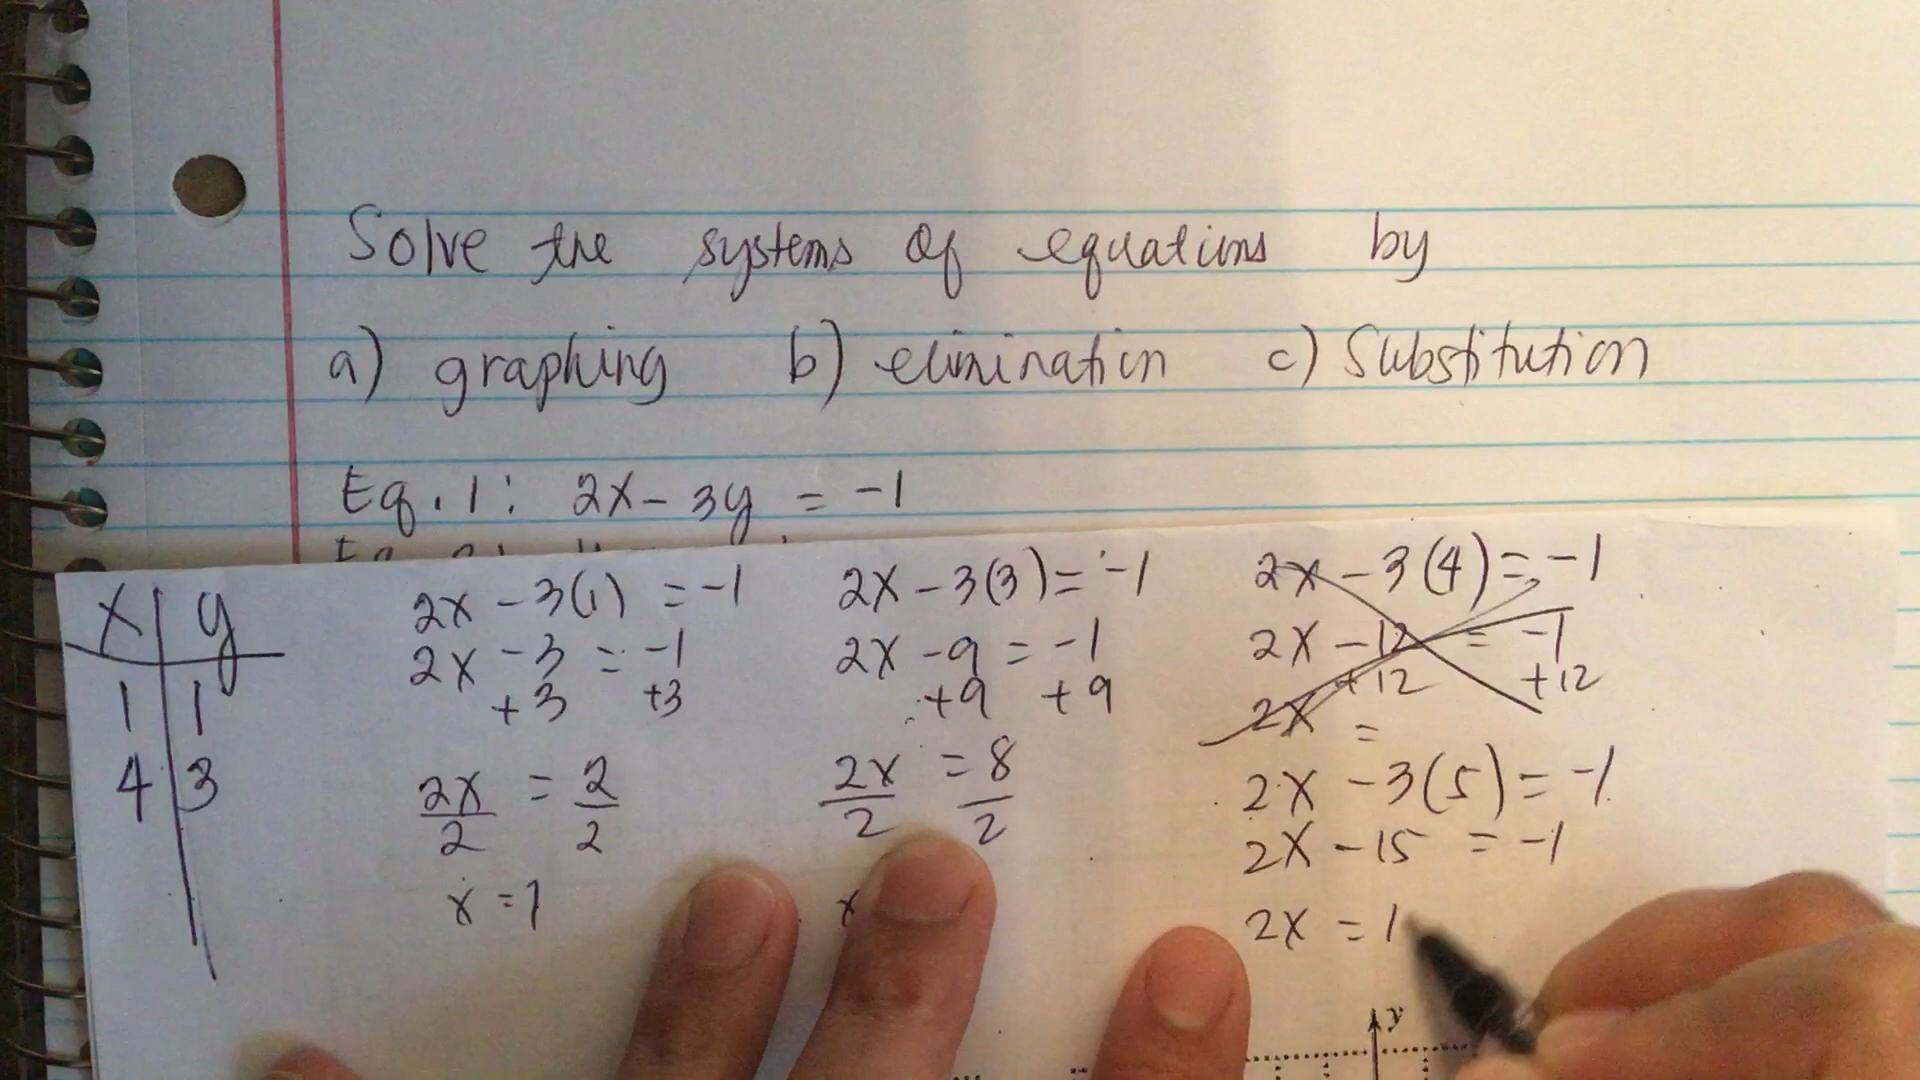 Solve the systems of equations by
a) graphing b) elimination c) Substitution
Eq. 1: 2x - 3y = -1
x | y
1 | 1
4 | 3
2x - 3(1) = -1
2x - 3 = -1
+3 +3
2x/2 = 2/2
x = 1
2x - 3(3) = -1
2x - 9 = -1
+9 +9
2x/2 = 8/2
x
2x - 3(4) = -1
2x - 12 = -1
+12 +12
2x =
2x - 3(5) = -1
2x - 15 = -1
2x = 1
y